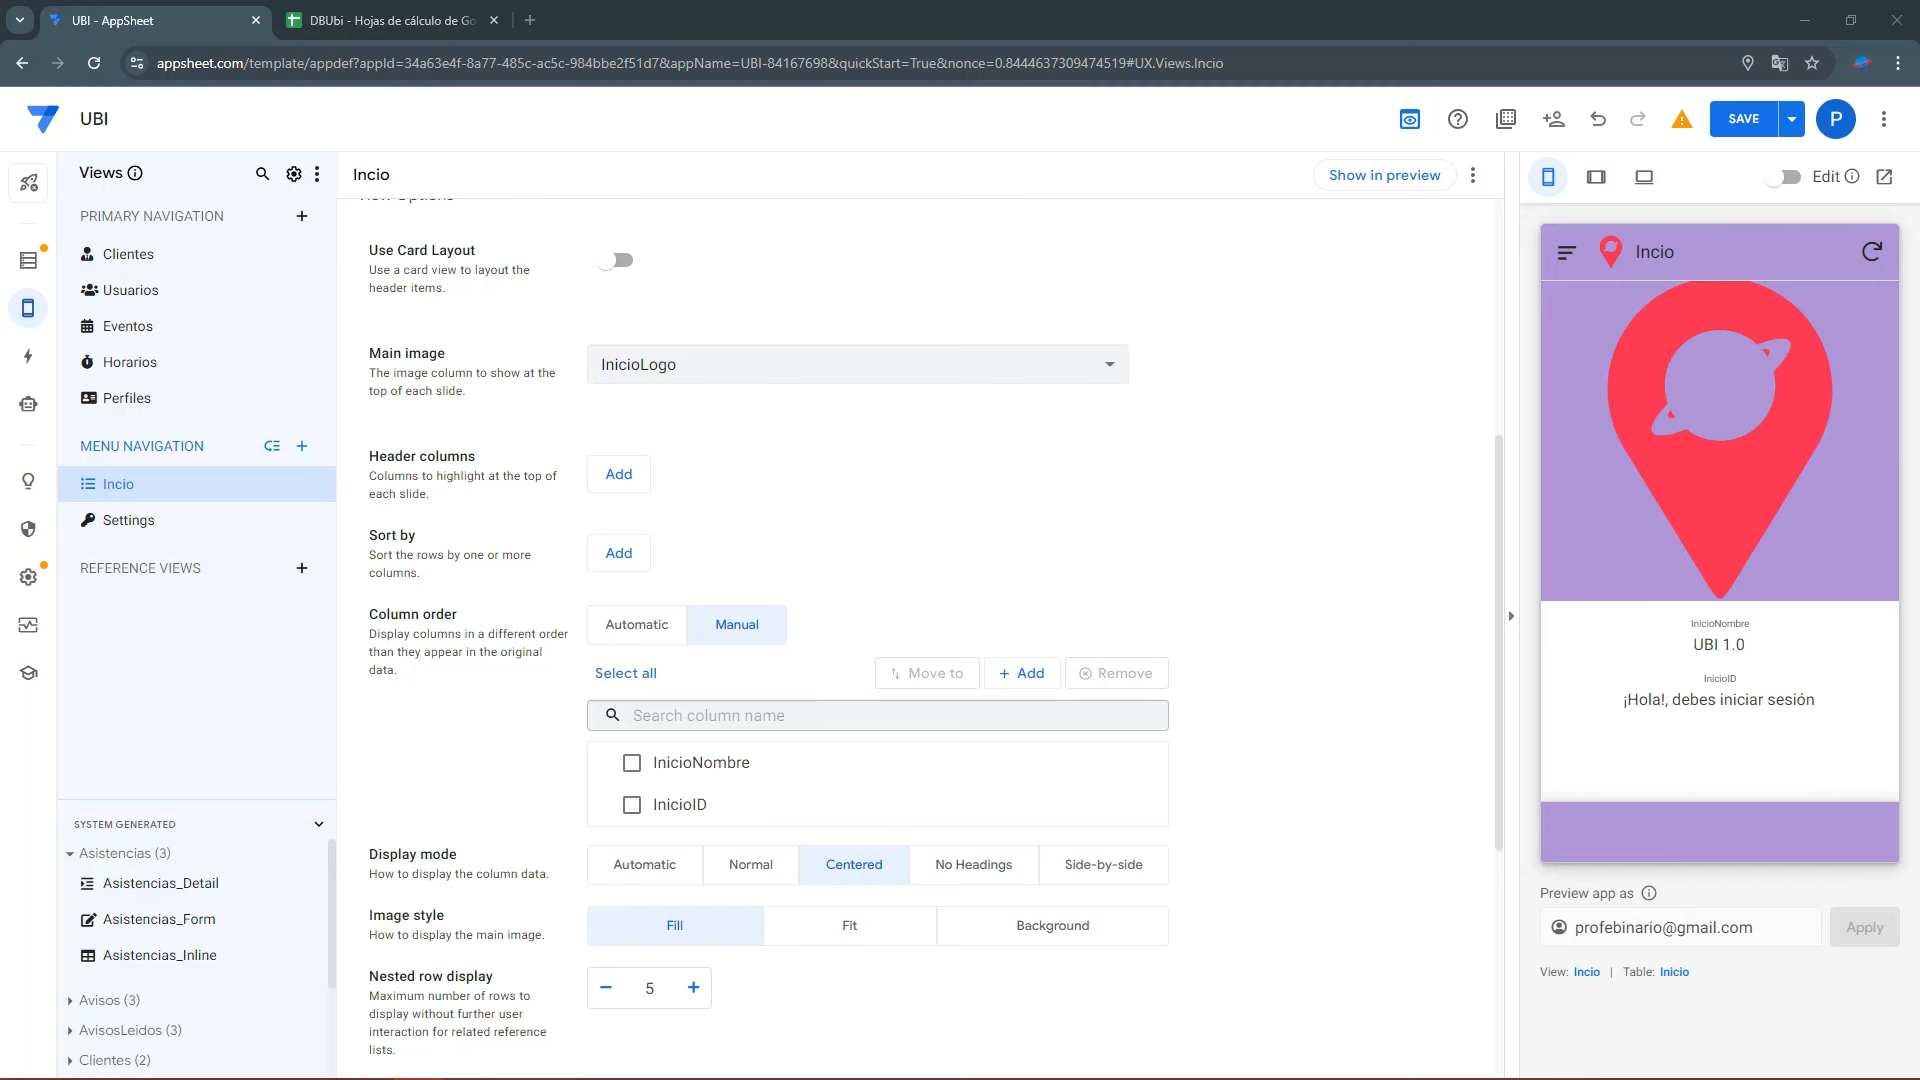 UBI - AppSheet
DBUbi - Hojas de cálculo de Go
appsheet.com/template/appdef?appId=34a63e4f-8a77-485c-ac5c-984bbe2f51d7&appName=UBI-84167698&quickStart=True&nonce=0.8444637309474519#UX.Views.Incio
UBI
SAVE
P
Views
PRIMARY NAVIGATION
Clientes
Usuarios
Eventos
Horarios
Perfiles
MENU NAVIGATION
Incio
Settings
REFERENCE VIEWS
SYSTEM GENERATED
Asistencias (3)
Asistencias_Detail
Asistencias_Form
Asistencias_Inline
Avisos (3)
AvisosLeidos (3)
Clientes (2)
Incio
Show in preview
View Options
Use Card Layout
Use a card view to layout the
header items.
Main image
The image column to show at the
top of each slide.
InicioLogo
Header columns
Columns to highlight at the top of
each slide.
Add
Sort by
Sort the rows by one or more
columns.
Add
Column order
Display columns in a different order
than they appear in the original
data.
Automatic
Manual
Select all
Move to
Add
Remove
Search column name
InicioNombre
InicioID
Display mode
How to display the column data.
Automatic
Normal
Centered
No Headings
Side-by-side
Image style
How to display the main image.
Fill
Fit
Background
Nested row display
Maximum number of rows to
display without further user
interaction for related reference
lists.
5
Edit
Incio
InicioNombre
UBI 1.0
InicioID
¡Hola!, debes iniciar sesión
Preview app as
profebinario@gmail.com
Apply
View: Incio | Table: Inicio